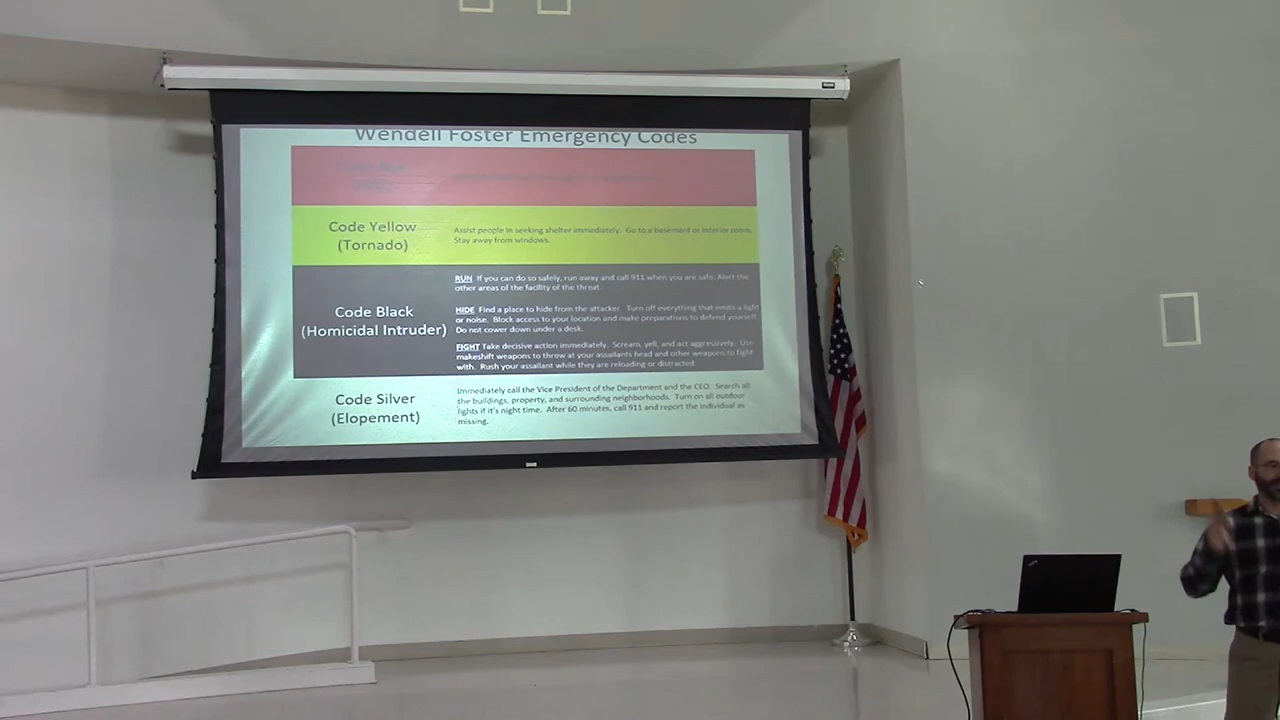 Wendell Foster Emergency Codes
Code Yellow
(Tornado)
Assist people in seeking shelter immediately. Go to a basement or interior room.
Stay away from windows.
Code Black
(Homicidal Intruder)
RUN If you can do so safely, run away and call 911 when you are safe. Alert the
other areas of the facility of the threat.
HIDE Find a place to hide from the attacker. Turn off everything that emits a light
or noise. Block access to your location and make preparations to defend yourself.
Do not cower down under a desk.
FIGHT Take decisive action immediately. Scream, yell, and act aggressively. Use
makeshift weapons to throw at your assailants head and other weapons to fight
with. Rush your assailant while they are reloading or distracted.
Code Silver
(Elopement)
Immediately call the Vice President of the Department and the CEO. Search all
the buildings, property, and surrounding neighborhoods. Turn on all outdoor
lights if it's night time. After 60 minutes, call 911 and report the individual as
missing.